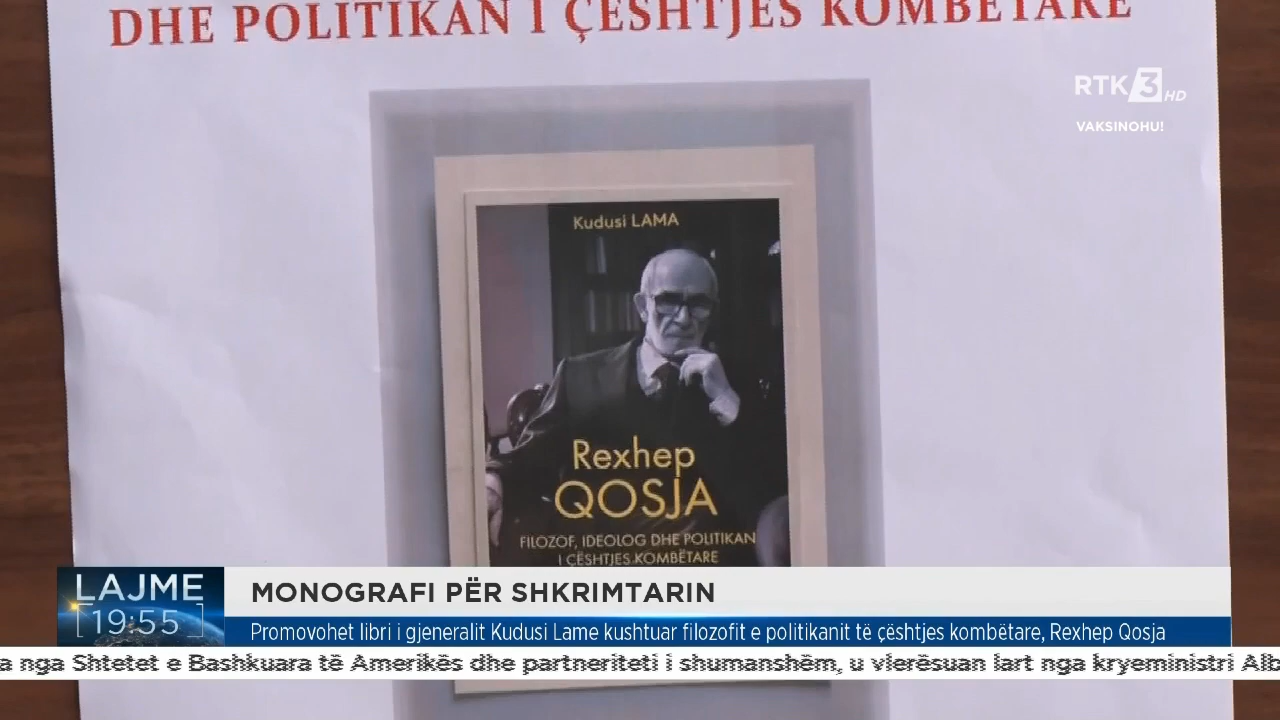 DHE POLITIKAN I ÇËSHTJES KOMBËTARE
RTK 3 HD
VAKSINOHU!
Kudusi LAMA
Rexhep
QOSJA
FILOZOF, IDEOLOG DHE POLITIKAN
I ÇËSHTJES KOMBËTARE
LAJME
19:55
MONOGRAFI PËR SHKRIMTARIN
Promovohet libri i gjeneralit Kudusi Lame kushtuar filozofit e politikanit të çështjes kombëtare, Rexhep Qosja
a nga Shtetet e Bashkuara të Amerikës dhe partneriteti i shumanshëm, u vlerësuan lart nga kryeministri Alb